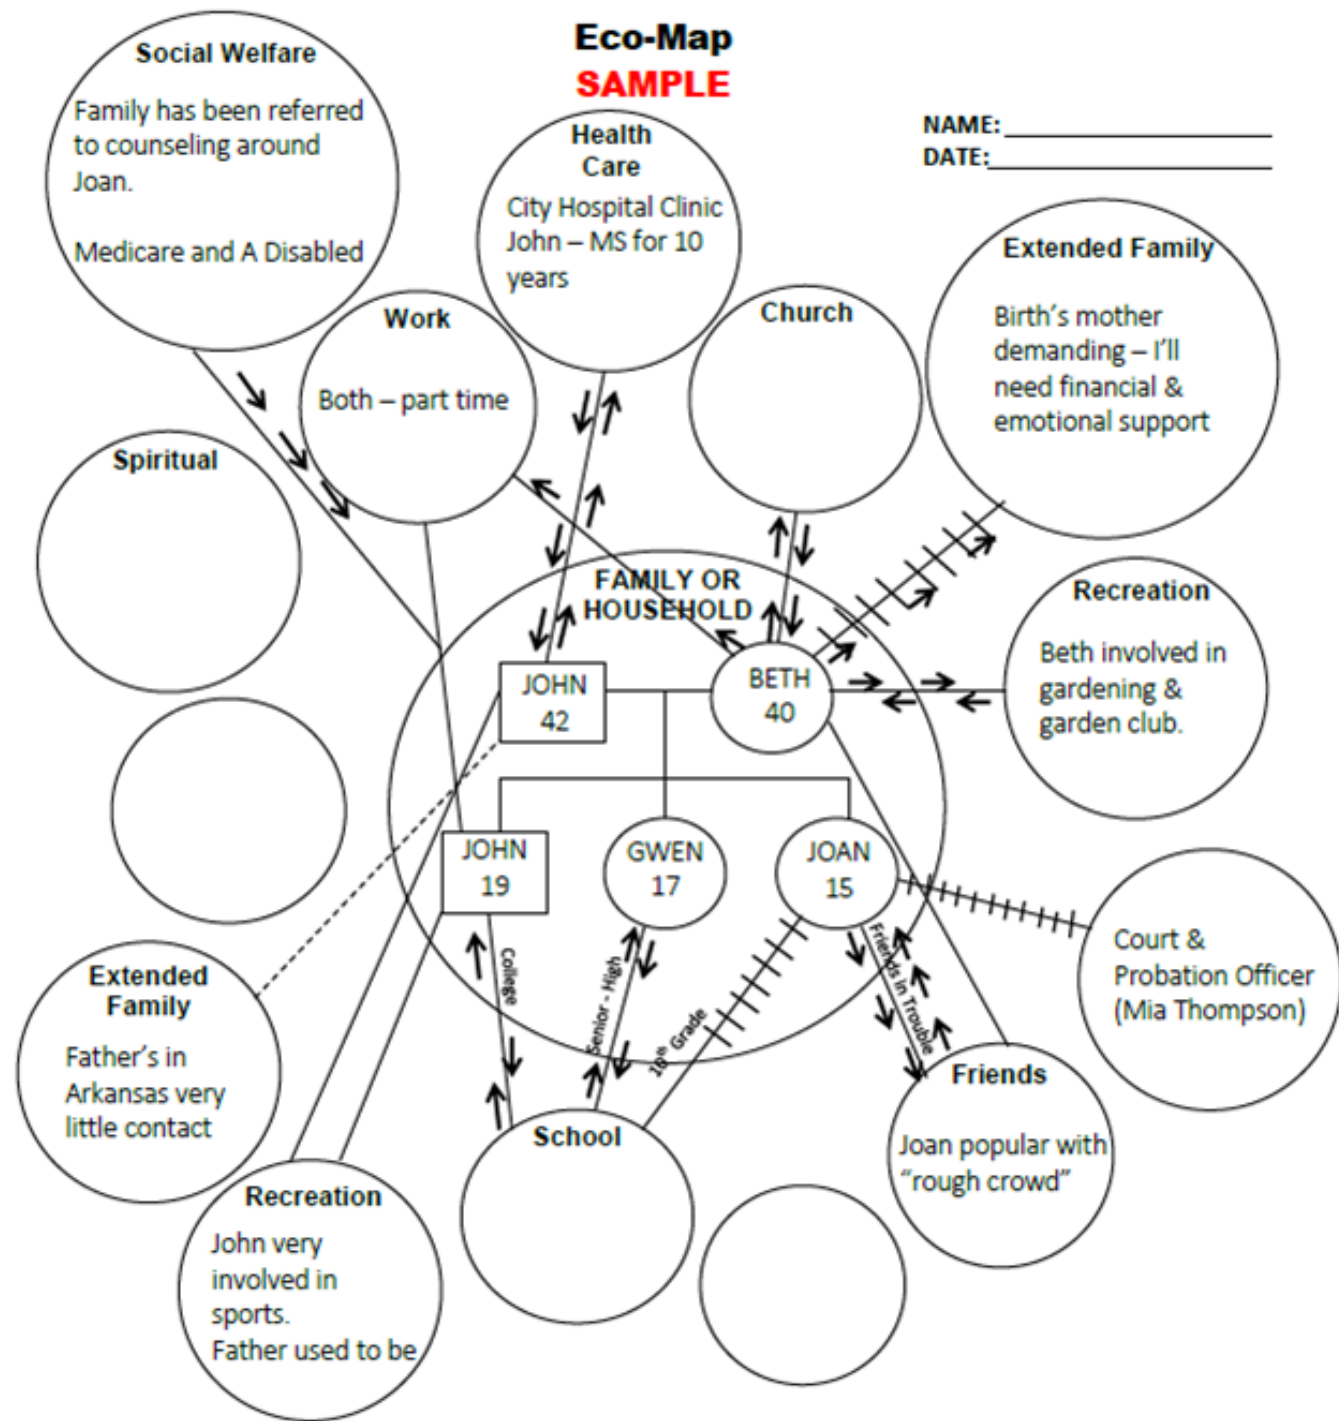 Eco-Map
SAMPLE
NAME:
DATE:
Social Welfare
Family has been referred
to counseling around
Joan.
Medicare and A Disabled
Health
Care
City Hospital Clinic
John – MS for 10
years
Work
Both – part time
Church
Extended Family
Birth's mother
demanding – I'll
need financial &
emotional support
Spiritual
FAMILY OR
HOUSEHOLD
Recreation
Beth involved in
gardening &
garden club.
JOHN
42
BETH
40
JOHN
19
GWEN
17
JOAN
15
College
Senior - High
10th Grade
Friends In Trouble
Court &
Probation Officer
(Mia Thompson)
Extended
Family
Father's in
Arkansas very
little contact
Friends
Joan popular with
"rough crowd"
School
Recreation
John very
involved in
sports.
Father used to be